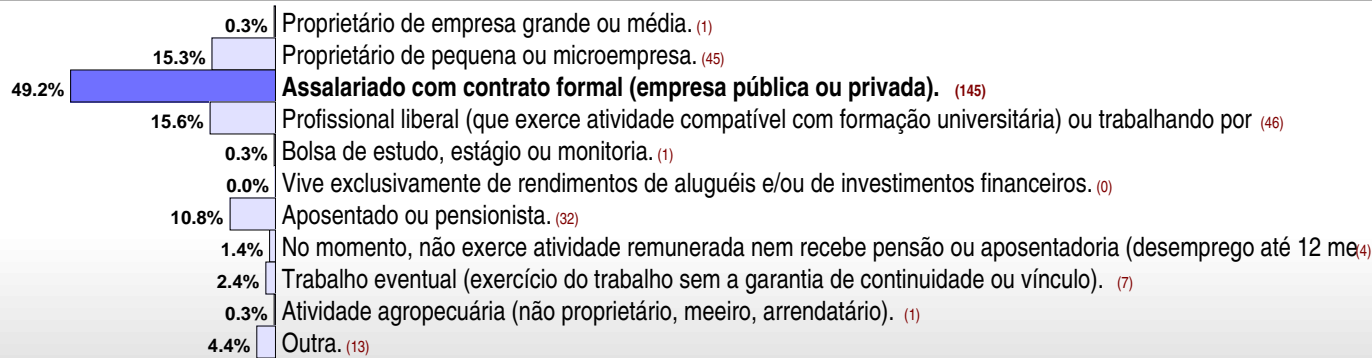 0.3% Proprietário de empresa grande ou média. (1)
15.3% Proprietário de pequena ou microempresa. (45)
49.2% Assalariado com contrato formal (empresa pública ou privada). (145)
15.6% Profissional liberal (que exerce atividade compatível com formação universitária) ou trabalhando por (46)
0.3% Bolsa de estudo, estágio ou monitoria. (1)
0.0% Vive exclusivamente de rendimentos de aluguéis e/ou de investimentos financeiros. (0)
10.8% Aposentado ou pensionista. (32)
1.4% No momento, não exerce atividade remunerada nem recebe pensão ou aposentadoria (desemprego até 12 me (4)
2.4% Trabalho eventual (exercício do trabalho sem a garantia de continuidade ou vínculo). (7)
0.3% Atividade agropecuária (não proprietário, meeiro, arrendatário). (1)
4.4% Outra. (13)